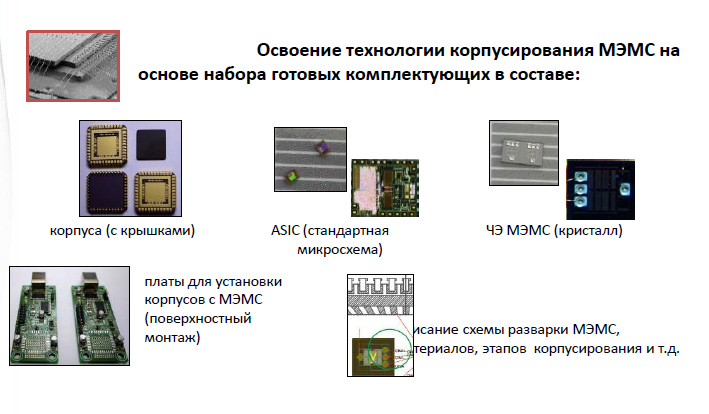 Освоение технологии корпусирования МЭМС на
основе набора готовых комплектующих в составе:
корпуса (с крышками)
ASIC (стандартная
микросхема)
ЧЭ МЭМС (кристалл)
платы для установки
корпусов с МЭМС
(поверхностный
монтаж)
исание схемы разварки МЭМС,
териалов, этапов корпусирования и т.д.